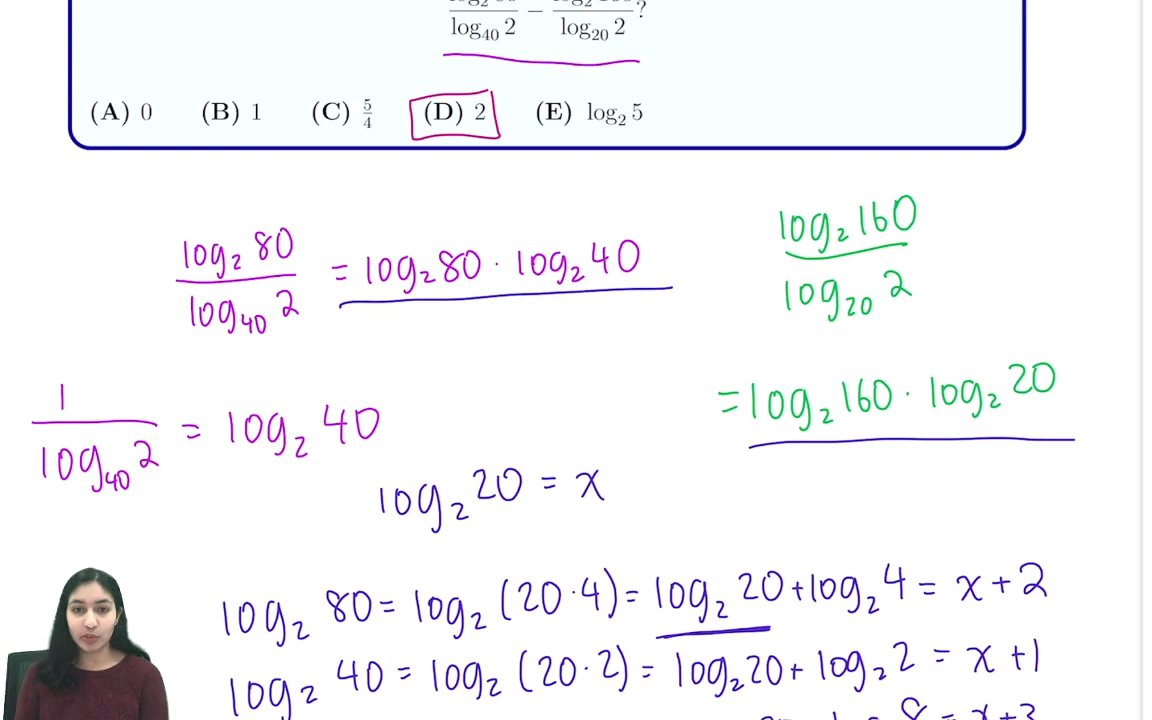 log₄₀ 2 − log₂₀ 2 ?
(A) 0 (B) 1 (C) 5/4 (D) 2 (E) log₂ 5
log₂ 80 / log₄₀ 2 = log₂ 80 · log₂ 40
log₂ 160 / log₂₀ 2
= log₂ 160 · log₂ 20
1 / log₄₀ 2 = log₂ 40
log₂ 20 = x
log₂ 80 = log₂ (20·4) = log₂ 20 + log₂ 4 = x + 2
log₂ 40 = log₂ (20·2) = log₂ 20 + log₂ 2 = x + 1
8 = x+3